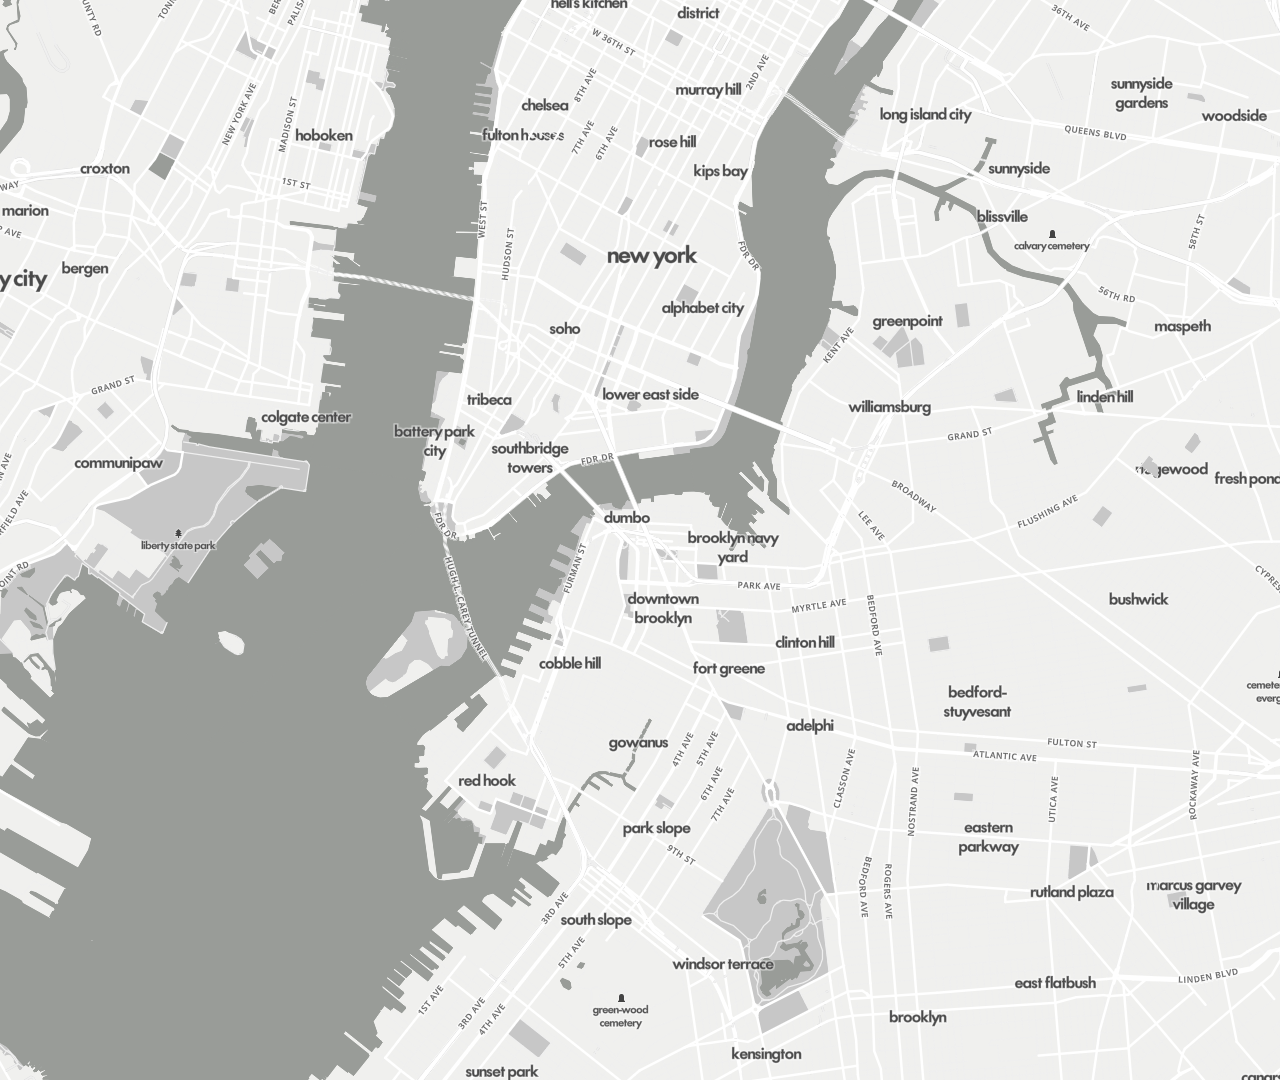 hell's kitchen
district
36TH AVE
UNTY RD
W 36TH ST
2ND AVE
murray hill
8TH AVE
chelsea
sunnyside
gardens
woodside
NEW YORK AVE
MADISON ST
hoboken
fulton houses
7TH AVE
6TH AVE
rose hill
long island city
QUEENS BLVD
croxton
kips bay
sunnyside
WAY
1ST ST
marion
WEST ST
blissville
AVE
HUDSON ST
new york
FDR DR
calvary cemetery
58TH ST
y city
bergen
56TH RD
alphabet city
soho
greenpoint
KENT AVE
maspeth
GRAND ST
tribeca
lower east side
williamsburg
linden hill
colgate center
battery park
city
southbridge
towers
FDR DR
GRAND ST
communipaw
fresh pond
BROADWAY
FLUSHING AVE
LEE AVE
FDR DR
dumbo
brooklyn navy
yard
liberty state park
OINT RD
HUGH L. CAREY TUNNEL
FURMAN ST
PARK AVE
downtown
brooklyn
MYRTLE AVE
BEDFORD AVE
bushwick
clinton hill
cobble hill
fort greene
bedford-
stuyvesant
adelphi
gowanus
4TH AVE
5TH AVE
FULTON ST
ATLANTIC AVE
red hook
6TH AVE
7TH AVE
CLASSON AVE
NOSTRAND AVE
UTICA AVE
ROCKAWAY AVE
park slope
9TH ST
eastern
parkway
BEDFORD AVE
ROGERS AVE
rutland plaza
marcus garvey
village
3RD AVE
south slope
5TH AVE
windsor terrace
1ST AVE
3RD AVE
4TH AVE
green-wood
cemetery
east flatbush
LINDEN BLVD
brooklyn
kensington
sunset park